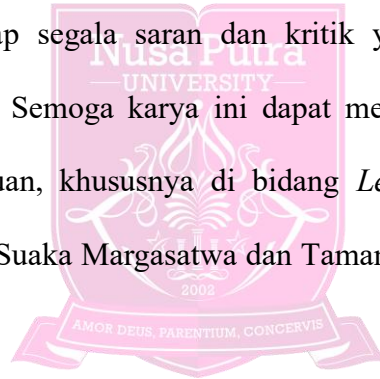 ap segala saran dan kritik y
Nusa Putra
UNIVERSITY
Semoga karya ini dapat me
uan, khususnya di bidang Le
Suaka Margasatwa dan Taman
2002
AMOR DEUS, PARENTIUM, CONCERVIS